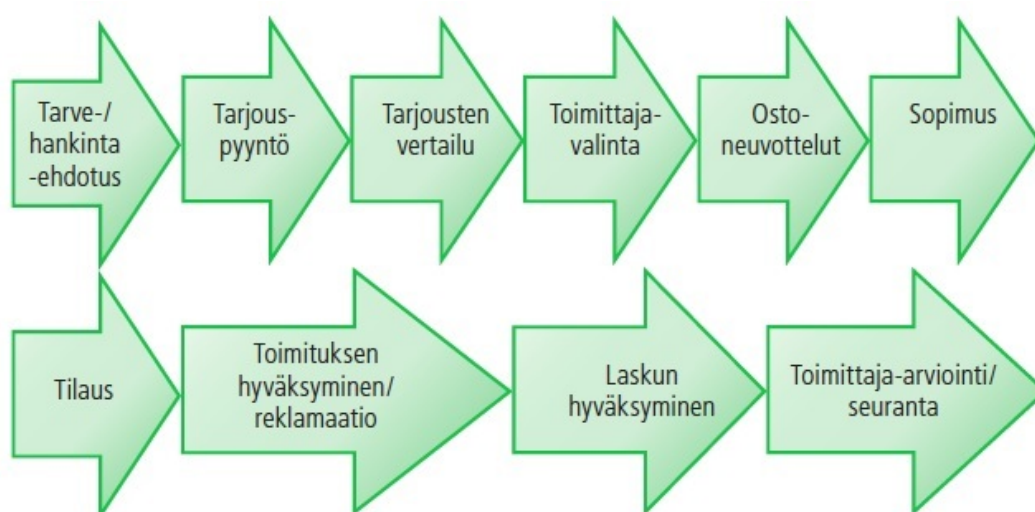 Tarve-/
hankinta
-ehdotus
Tarjous-
pyyntö
Tarjousten
vertailu
Toimittaja-
valinta
Osto-
neuvottelut
Sopimus
Tilaus
Toimituksen
hyväksyminen/
reklamaatio
Laskun
hyväksyminen
Toimittaja-arviointi/
seuranta